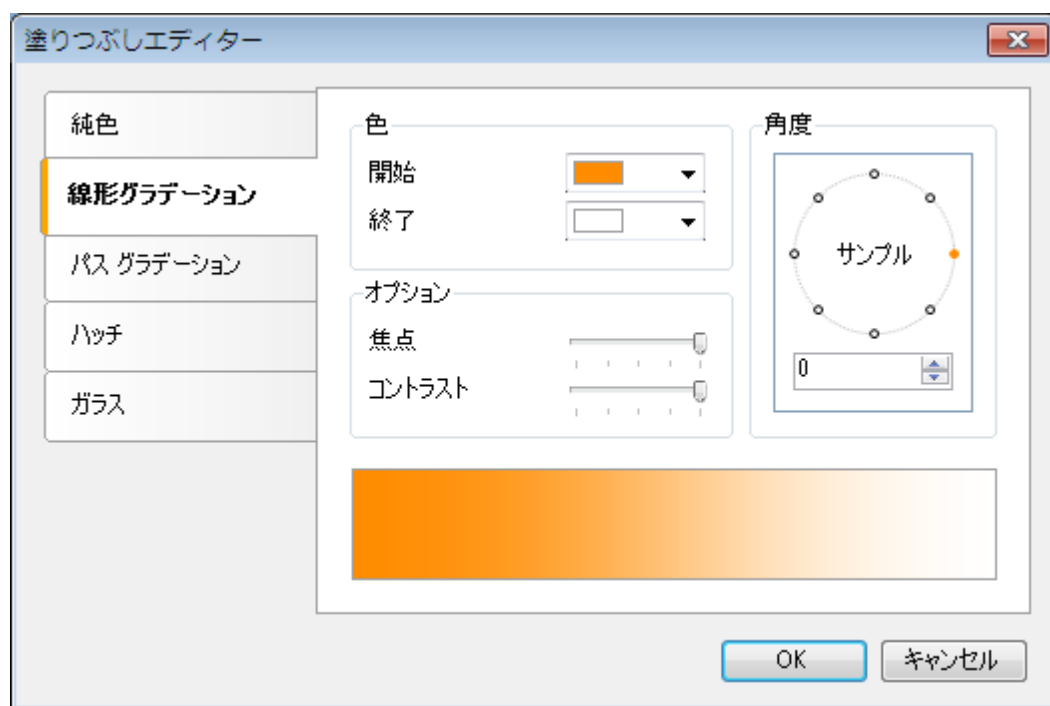 塗りつぶしエディター
純色
線形グラデーション
パス グラデーション
ハッチ
ガラス
色
開始
終了
オプション
焦点
コントラスト
角度
サンプル
0
OK
キャンセル